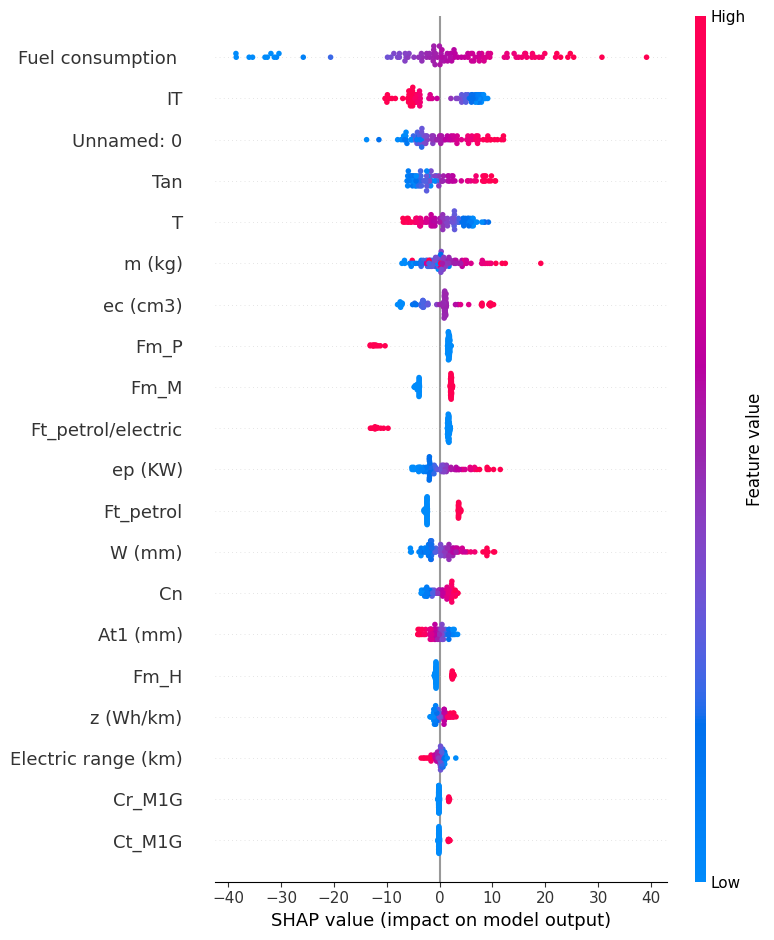 High
Fuel consumption
IT
Unnamed: 0
Tan
T
m (kg)
ec (cm3)
Fm_P
Fm_M
Ft_petrol/electric
ep (KW)
Ft_petrol
W (mm)
Cn
At1 (mm)
Fm_H
z (Wh/km)
Electric range (km)
Cr_M1G
Ct_M1G
Low
Feature value
−40 −30 −20 −10 0 10 20 30 40
SHAP value (impact on model output)